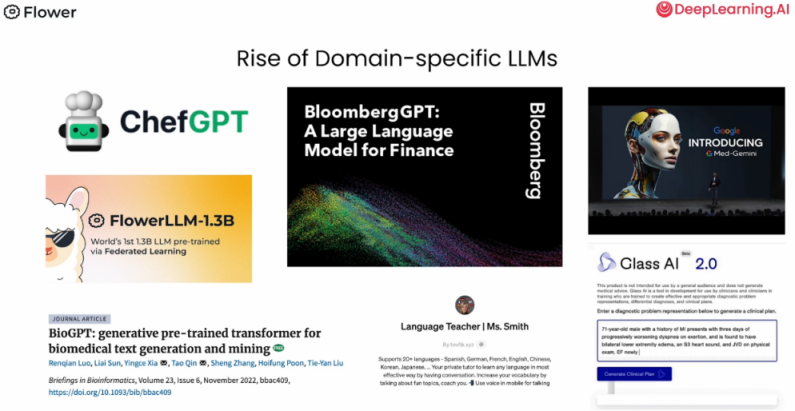 Flower
DeepLearning.AI
Rise of Domain-specific LLMs
ChefGPT
BloombergGPT:
A Large Language
Model for Finance
Bloomberg
Google
INTRODUCING
Med-Gemini
FlowerLLM-1.3B
World's 1st 1.3B LLM pre-trained
via Federated Learning
Glass AI Beta 2.0
This product is not intended for use by a general audience and does not generate
medical advice. Glass AI is a tool in development for use by clinicians and clinicians in
training who are trained to create effective and appropriate diagnostic problem
representations, differential diagnoses, and clinical plans.
Enter a diagnostic problem representation below to generate a clinical plan.
71-year-old male with a history of MI presents with three days of
progressively worsening dyspnea on exertion, and is found to have
bilateral lower extremity edema, an S3 heart sound, and JVD on physical
exam, EF newly
Generate Clinical Plan
JOURNAL ARTICLE
BioGPT: generative pre-trained transformer for
biomedical text generation and mining
Renqian Luo, Liai Sun, Yingce Xia, Tao Qin, Sheng Zhang, Hoifung Poon, Tie-Yan Liu
Briefings in Bioinformatics, Volume 23, Issue 6, November 2022, bbac409,
https://doi.org/10.1093/bib/bbac409
Language Teacher | Ms. Smith
Supports 20+ languages - Spanish, German, French, English, Chinese,
Korean, Japanese, ... Your private tutor to learn any language in most
effective way by having conversation. Increase your vocabulary by
talking about fun topics, coach you. Use voice in mobile for talking